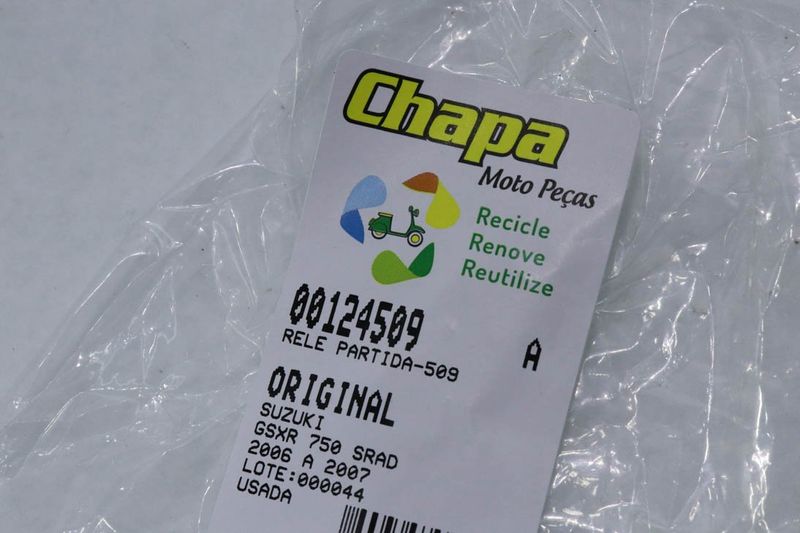 Chapa
Moto Peças
Recicle
Renove
Reutilize
00124509
RELE PARTIDA-509
A
ORIGINAL
SUZUKI
GSXR 750 SRAD
2006 A 2007
LOTE:000044
USADA